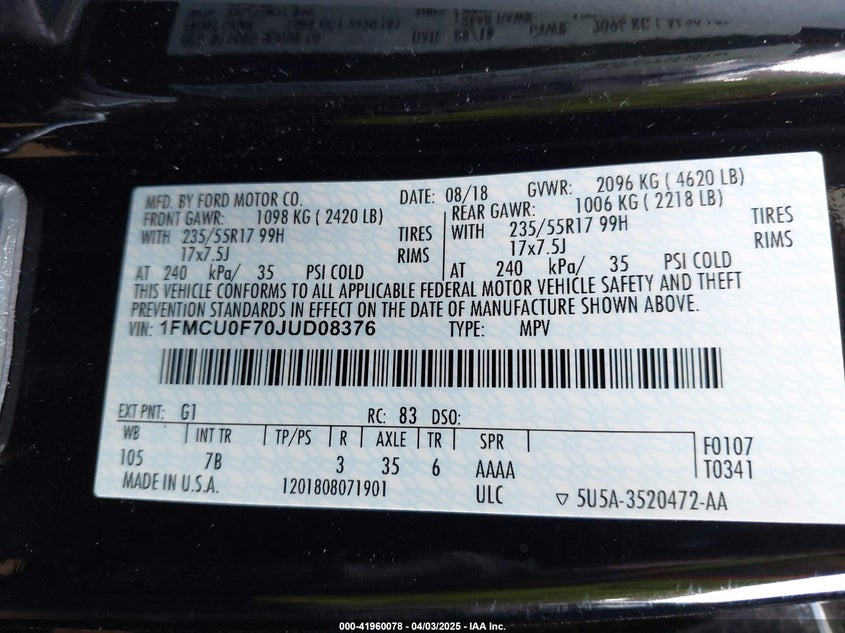 MFD. BY FORD MOTOR CO. DATE: 08/18 GVWR: 2096 KG ( 4620 LB)
FRONT GAWR: 1098 KG ( 2420 LB) REAR GAWR: 1006 KG ( 2218 LB)
WITH 235/55R17 99H TIRES WITH 235/55R17 99H TIRES
17x7.5J RIMS 17x7.5J RIMS
AT 240 kPa/ 35 PSI COLD AT 240 kPa/ 35 PSI COLD
THIS VEHICLE CONFORMS TO ALL APPLICABLE FEDERAL MOTOR VEHICLE SAFETY AND THEFT
PREVENTION STANDARDS IN EFFECT ON THE DATE OF MANUFACTURE SHOWN ABOVE.
VIN: 1FMCU0F70JUD08376 TYPE: MPV
EXT PNT: G1 RC: 83 DSO:
WB INT TR TP/PS R AXLE TR SPR F0107
105 7B 3 35 6 AAAA T0341
MADE IN U.S.A. 1201808071901 ULC ▽ 5U5A-3520472-AA
000-41960078 - 04/03/2025 - IAA Inc.